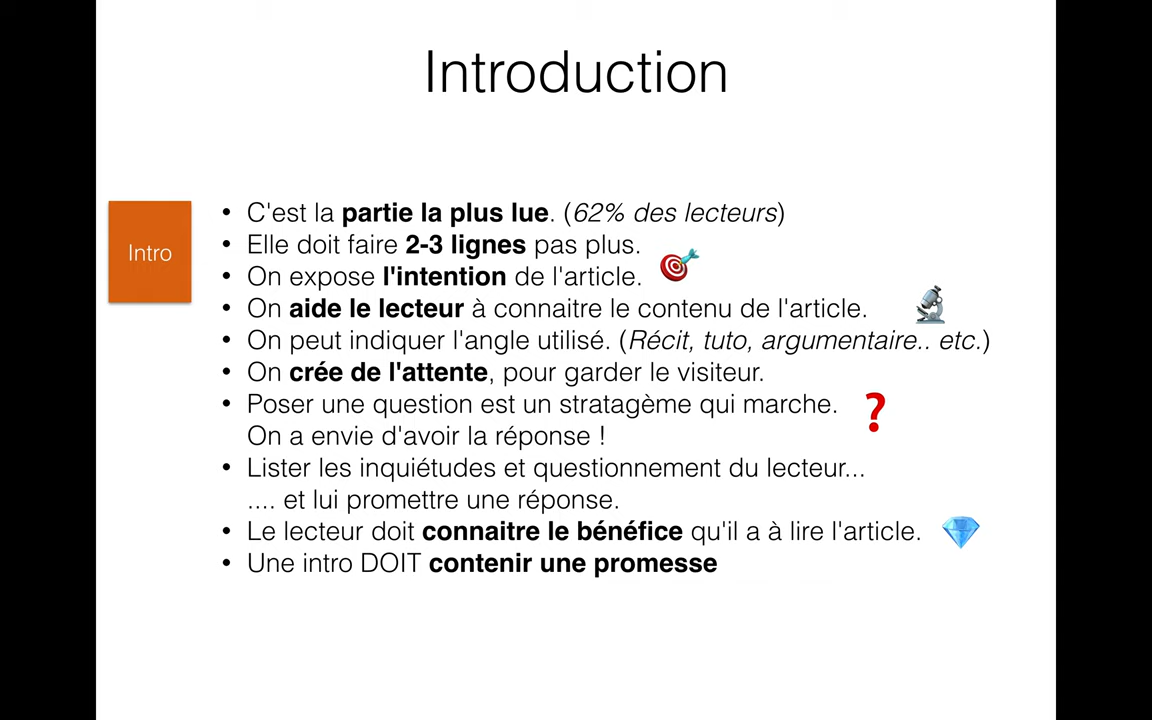 Introduction
Intro
• C'est la partie la plus lue. (62% des lecteurs)
• Elle doit faire 2-3 lignes pas plus.
• On expose l'intention de l'article.
• On aide le lecteur à connaitre le contenu de l'article.
• On peut indiquer l'angle utilisé. (Récit, tuto, argumentaire.. etc.)
• On crée de l'attente, pour garder le visiteur.
• Poser une question est un stratagème qui marche.
On a envie d'avoir la réponse !
• Lister les inquiétudes et questionnement du lecteur...
.... et lui promettre une réponse.
• Le lecteur doit connaitre le bénéfice qu'il a à lire l'article.
• Une intro DOIT contenir une promesse